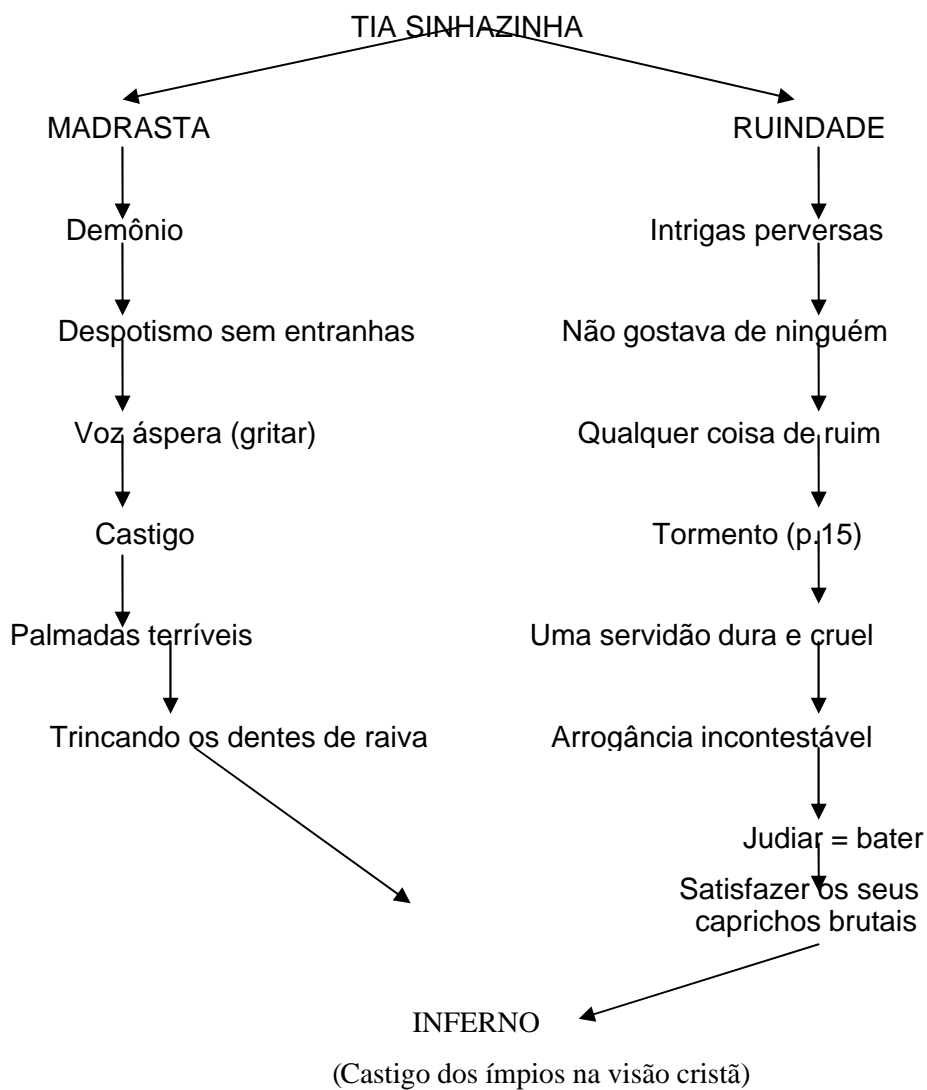 TIA SINHAZINHA
MADRASTA
RUINDADE
Demônio
Intrigas perversas
Despotismo sem entranhas
Não gostava de ninguém
Voz áspera (gritar)
Qualquer coisa de ruim
Castigo
Tormento (p.15)
Palmadas terríveis
Uma servidão dura e cruel
Trincando os dentes de raiva
Arrogância incontestável
Judiar = bater
Satisfazer os seus
caprichos brutais
INFERNO
(Castigo dos ímpios na visão cristã)